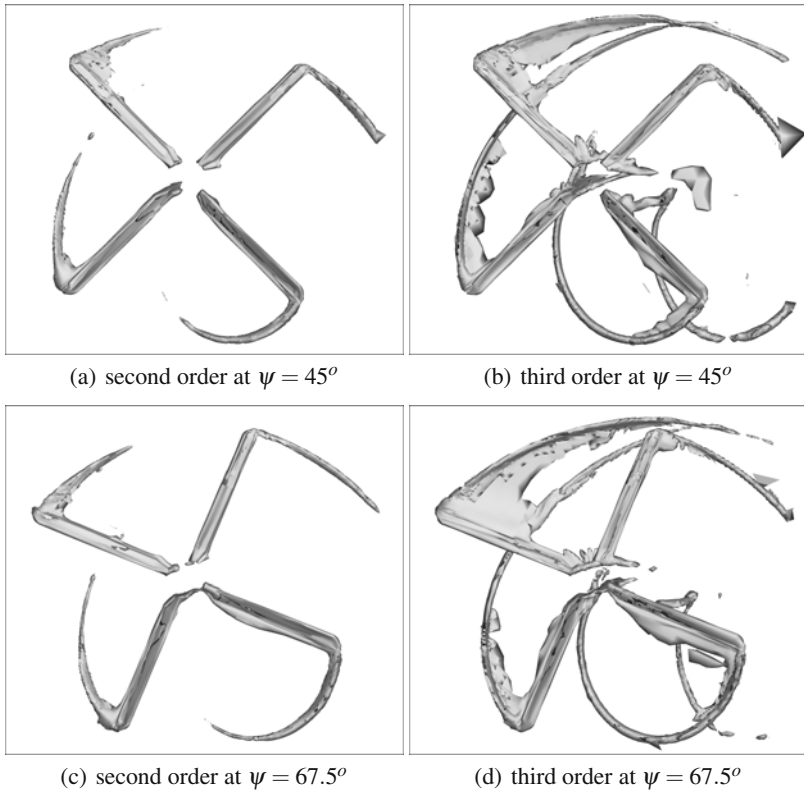 (a) second order at ψ = 45°
(b) third order at ψ = 45°
(c) second order at ψ = 67.5°
(d) third order at ψ = 67.5°